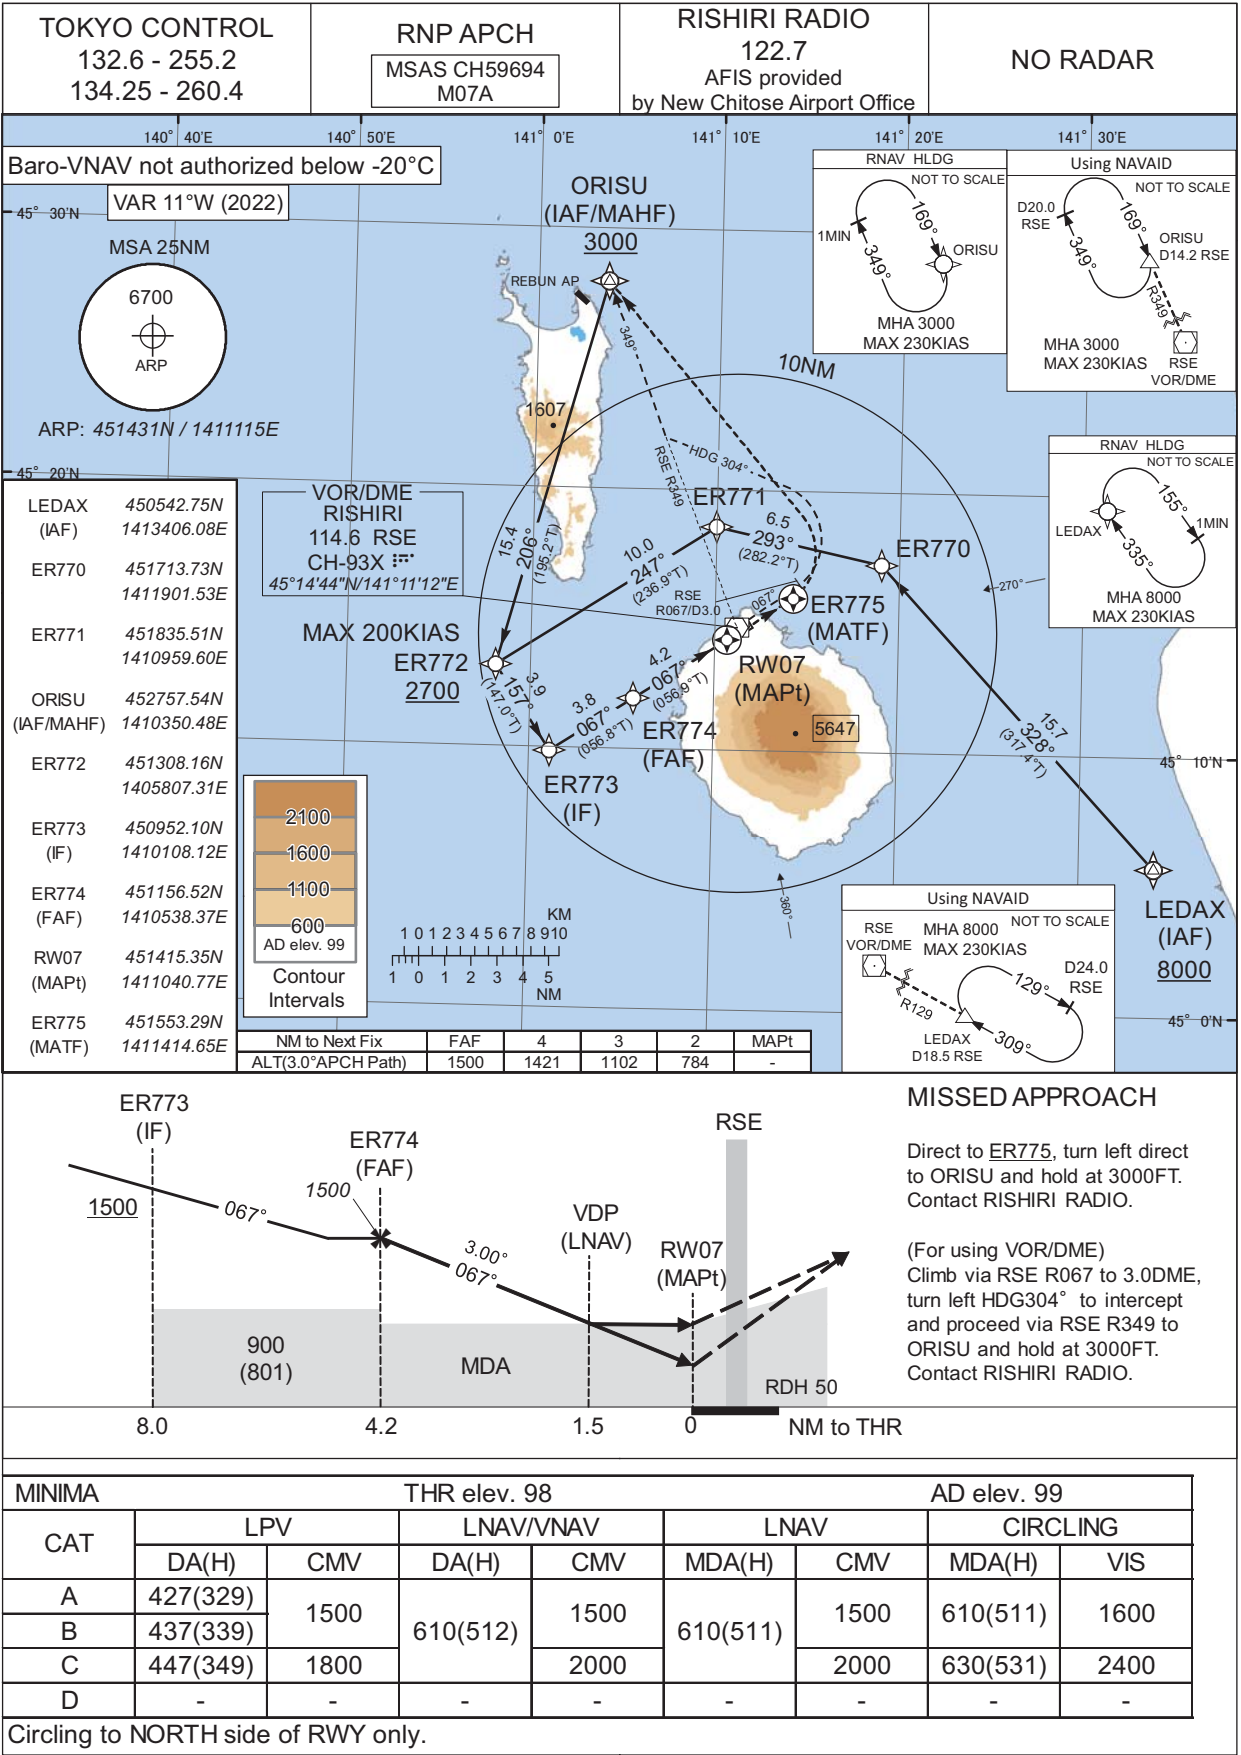 TOKYO CONTROL
132.6 - 255.2
134.25 - 260.4
RNP APCH
MSAS CH59694
M07A
RISHIRI RADIO
122.7
AFIS provided
by New Chitose Airport Office
NO RADAR
140° 40'E
140° 50'E
141° 0'E
141° 10'E
141° 20'E
141° 30'E
Baro-VNAV not authorized below -20°C
VAR 11°W (2022)
45° 30'N
MSA 25NM
6700
ARP
ARP: 451431N / 1411115E
45° 20'N
ORISU
(IAF/MAHF)
3000
REBUN AP
349°
1607
10NM
HDG 304°
RSE R349
RNAV HLDG
NOT TO SCALE
169°
349°
1MIN
ORISU
MHA 3000
MAX 230KIAS
Using NAVAID
NOT TO SCALE
D20.0
RSE
169°
349°
ORISU
D14.2 RSE
R349
MHA 3000
MAX 230KIAS
RSE
VOR/DME
RNAV HLDG
NOT TO SCALE
155°
335°
1MIN
LEDAX
MHA 8000
MAX 230KIAS
LEDAX
(IAF)
450542.75N
1413406.08E
ER770
451713.73N
1411901.53E
ER771
451835.51N
1410959.60E
ORISU
(IAF/MAHF)
452757.54N
1410350.48E
ER772
451308.16N
1405807.31E
ER773
(IF)
450952.10N
1410108.12E
ER774
(FAF)
451156.52N
1410538.37E
RW07
(MAPt)
451415.35N
1411040.77E
ER775
(MATF)
451553.29N
1411414.65E
VOR/DME
RISHIRI
114.6 RSE
CH-93X
45°14'44"N/141°11'12"E
15.4
206°
(195.2°T)
10.0
247°
(236.9°T)
ER771
6.5
293°
(282.2°T)
ER770
270°
RSE
R067/D3.0
067°
ER775
(MATF)
MAX 200KIAS
ER772
2700
3.9
157°
(147.0°T)
3.8
067°
(056.8°T)
4.2
067°
(056.9°T)
RW07
(MAPt)
ER774
(FAF)
ER773
(IF)
5647
15.7
328°
(317.4°T)
45° 10'N
360°
LEDAX
(IAF)
8000
45° 0'N
2100
1600
1100
600
AD elev. 99
Contour
Intervals
KM
1 0 1 2 3 4 5 6 7 8 9 10
1 0 1 2 3 4 5
NM
Using NAVAID
NOT TO SCALE
RSE
VOR/DME
MHA 8000
MAX 230KIAS
R129
129°
309°
D24.0
RSE
LEDAX
D18.5 RSE
NM to Next Fix FAF 4 3 2 MAPt
ALT(3.0°APCH Path) 1500 1421 1102 784 -
ER773
(IF)
1500
067°
ER774
(FAF)
1500
3.00°
067°
VDP
(LNAV)
RW07
(MAPt)
RSE
900
(801)
MDA
RDH 50
8.0 4.2 1.5 0 NM to THR
MISSED APPROACH
Direct to ER775, turn left direct
to ORISU and hold at 3000FT.
Contact RISHIRI RADIO.
(For using VOR/DME)
Climb via RSE R067 to 3.0DME,
turn left HDG304° to intercept
and proceed via RSE R349 to
ORISU and hold at 3000FT.
Contact RISHIRI RADIO.
MINIMA THR elev. 98 AD elev. 99
CAT LPV LNAV/VNAV LNAV CIRCLING
DA(H) CMV DA(H) CMV MDA(H) CMV MDA(H) VIS
A 427(329) 1500 610(512) 1500 610(511) 1500 610(511) 1600
B 437(339)
C 447(349) 1800 2000 2000 630(531) 2400
D - - - - - - - -
Circling to NORTH side of RWY only.